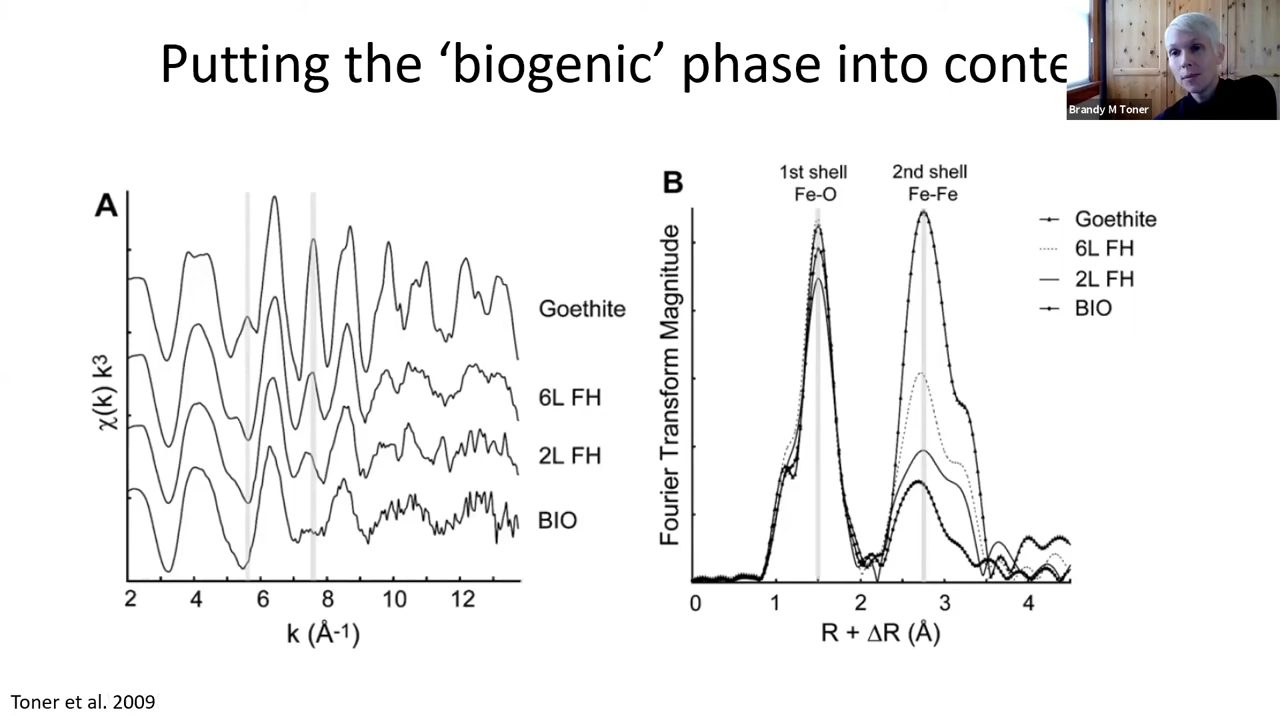 Putting the ‘biogenic’ phase into conte
Brandy M Toner
A
χ(k) k3
Goethite
6L FH
2L FH
BIO
2 4 6 8 10 12
k (Å-1)
B
1st shell
Fe-O
2nd shell
Fe-Fe
Fourier Transform Magnitude
Goethite
6L FH
2L FH
BIO
0 1 2 3 4
R + ΔR (Å)
Toner et al. 2009